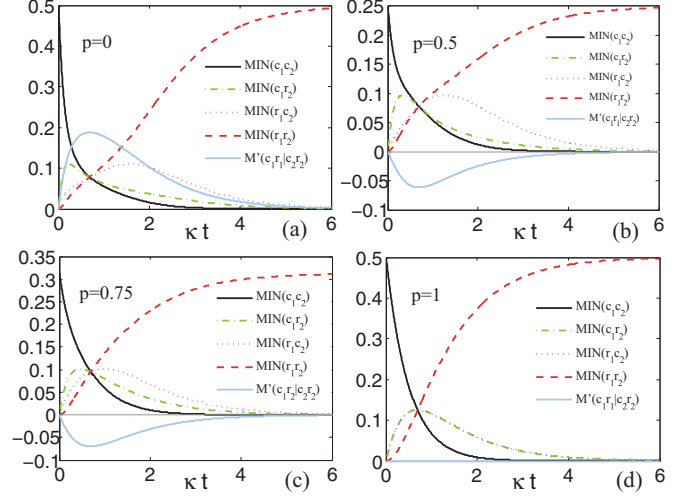 0.5
0.4
0.3
0.2
0.1
0
p=0
MIN(c₁c₂)
MIN(c₁r₂)
MIN(r₁c₂)
MIN(r₁r₂)
M’(c₁r₁|c₂r₂)
0 2 4 6
κ t
(a)
0.25
0.2
0.15
0.1
0.05
0
−0.05
−0.1
p=0.5
MIN(c₁c₂)
MIN(c₁r₂)
MIN(r₁c₂)
MIN(r₁r₂)
M’(c₁r₁|c₂r₂)
0 2 4 6
κ t
(b)
0.35
0.3
0.25
0.2
0.15
0.1
0.05
0
−0.05
−0.1
p=0.75
MIN(c₁c₂)
MIN(c₁r₂)
MIN(r₁c₂)
MIN(r₁r₂)
M’(c₁r₂|c₂r₂)
0 2 4 6
κ t
(c)
0.5
0.4
0.3
0.2
0.1
0
p=1
MIN(c₁c₂)
MIN(c₁r₂)
MIN(r₁c₂)
MIN(r₁r₂)
M’(c₁r₁|c₂r₂)
0 2 4 6
κ t
(d)